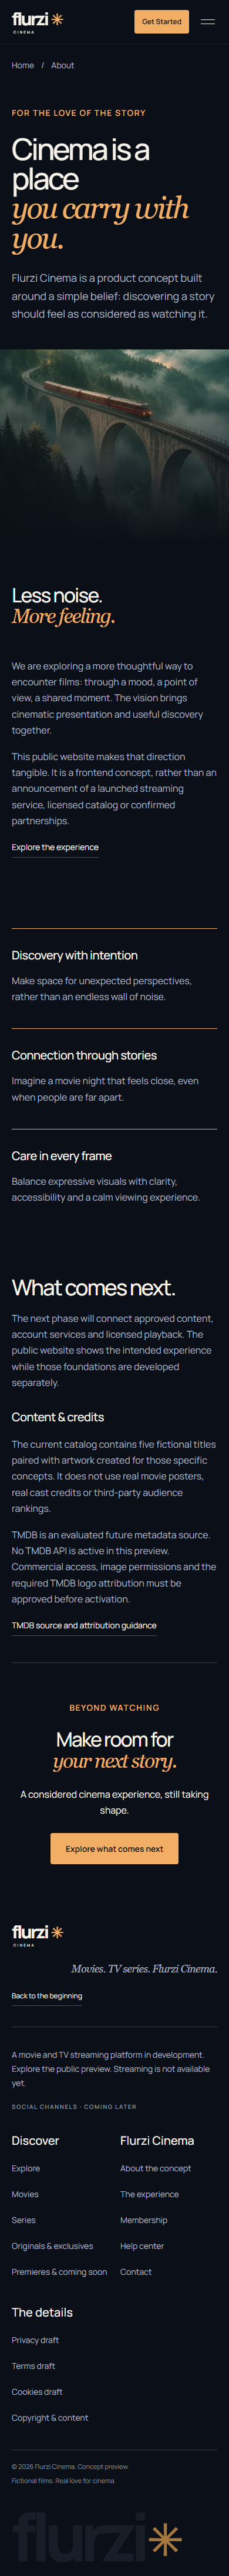 flurzi
CINEMA
Get Started
Home / About
FOR THE LOVE OF THE STORY
Cinema is a
place
you carry with
you.
Flurzi Cinema is a product concept built
around a simple belief: discovering a story
should feel as considered as watching it.
Less noise.
More feeling.
We are exploring a more thoughtful way to
encounter films: through a mood, a point of
view, a shared moment. The vision brings
cinematic presentation and useful discovery
together.
This public website makes that direction
tangible. It is a frontend concept, rather than an
announcement of a launched streaming
service, licensed catalog or confirmed
partnerships.
Explore the experience
Discovery with intention
Make space for unexpected perspectives,
rather than an endless wall of noise.
Connection through stories
Imagine a movie night that feels close, even
when people are far apart.
Care in every frame
Balance expressive visuals with clarity,
accessibility and a calm viewing experience.
What comes next.
The next phase will connect approved content,
account services and licensed playback. The
public website shows the intended experience
while those foundations are developed
separately.
Content & credits
The current catalog contains five fictional titles
paired with artwork created for those specific
concepts. It does not use real movie posters,
real cast credits or third-party audience
rankings.
TMDB is an evaluated future metadata source.
No TMDB API is active in this preview.
Commercial access, image permissions and the
required TMDB logo attribution must be
approved before activation.
TMDB source and attribution guidance
BEYOND WATCHING
Make room for
your next story.
A considered cinema experience, still taking
shape.
Explore what comes next
flurzi
CINEMA
Movies. TV series. Flurzi Cinema.
Back to the beginning
A movie and TV streaming platform in development.
Explore the public preview. Streaming is not available
yet.
SOCIAL CHANNELS · COMING LATER
Discover
Explore
Movies
Series
Originals & exclusives
Premieres & coming soon
Flurzi Cinema
About the concept
The experience
Membership
Help center
Contact
The details
Privacy draft
Terms draft
Cookies draft
Copyright & content
© 2026 Flurzi Cinema. Concept preview.
Fictional films. Real love for cinema.
flurzi